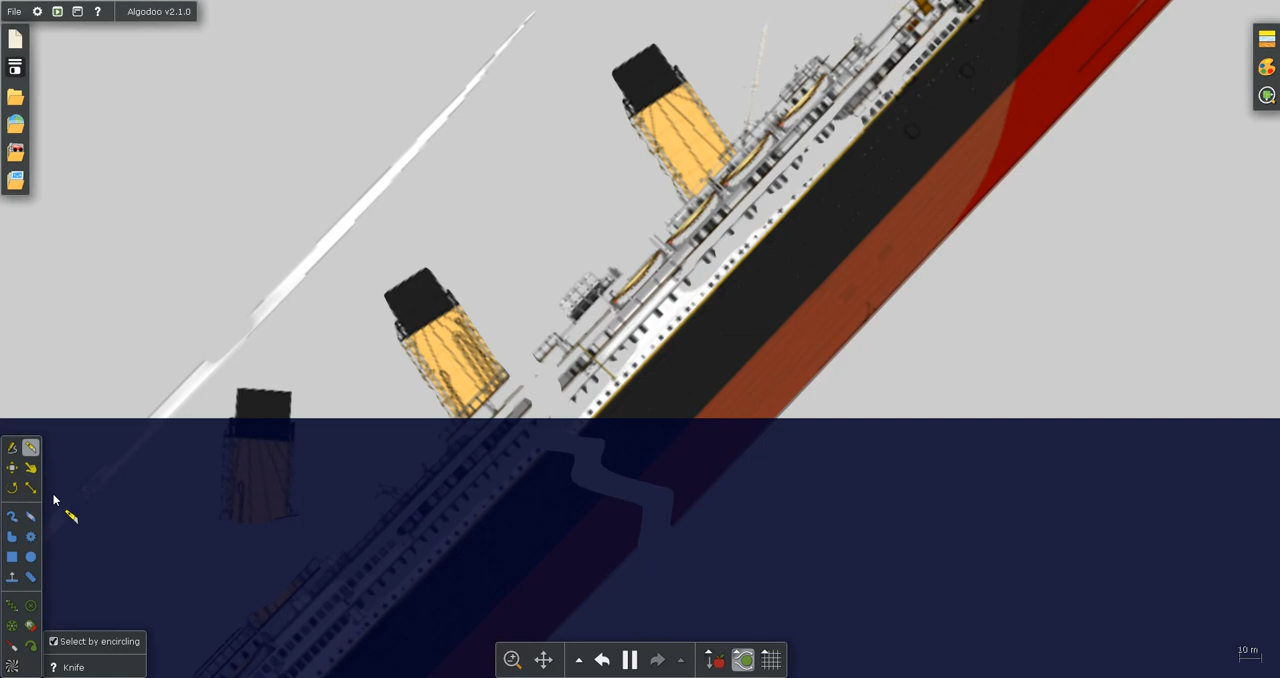 File
?
Algodoo v2.1.0
Select by encircling
? Knife
10 m